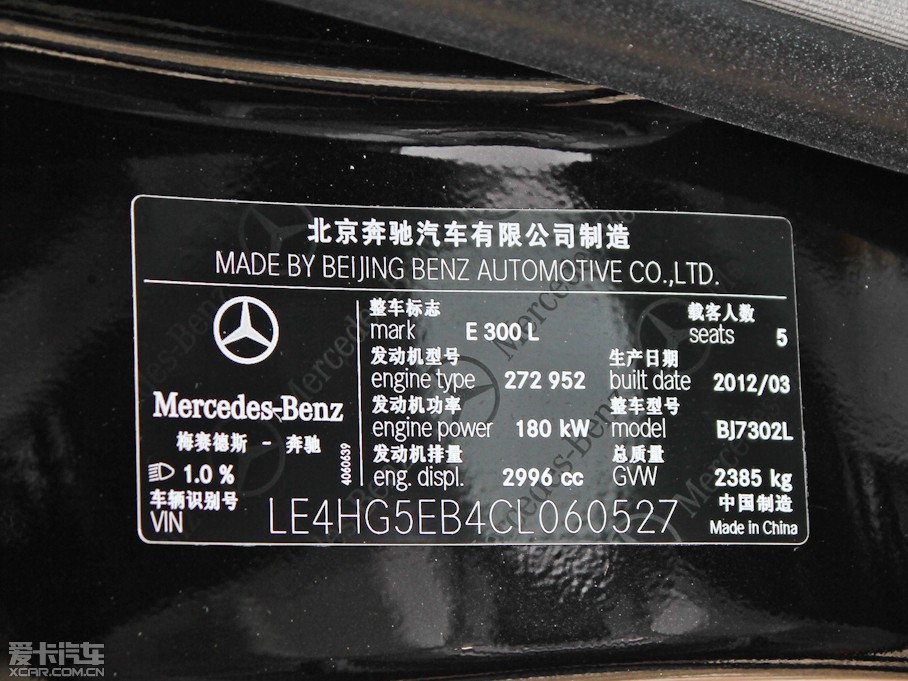 北京奔驰汽车有限公司制造
MADE BY BEIJING BENZ AUTOMOTIVE CO.,LTD.
Mercedes-Benz
梅赛德斯 - 奔驰
1.0 %
4060639
整车标志
mark E 300 L
载客人数
seats 5
发动机型号
engine type 272 952
生产日期
built date 2012/03
发动机功率
engine power 180 kW
整车型号
model BJ7302L
发动机排量
eng. displ. 2996 cc
总质量
GVW 2385 kg
车辆识别号
VIN LE4HG5EB4CL060527
中国制造
Made in China
爱卡汽车
XCAR.COM.CN